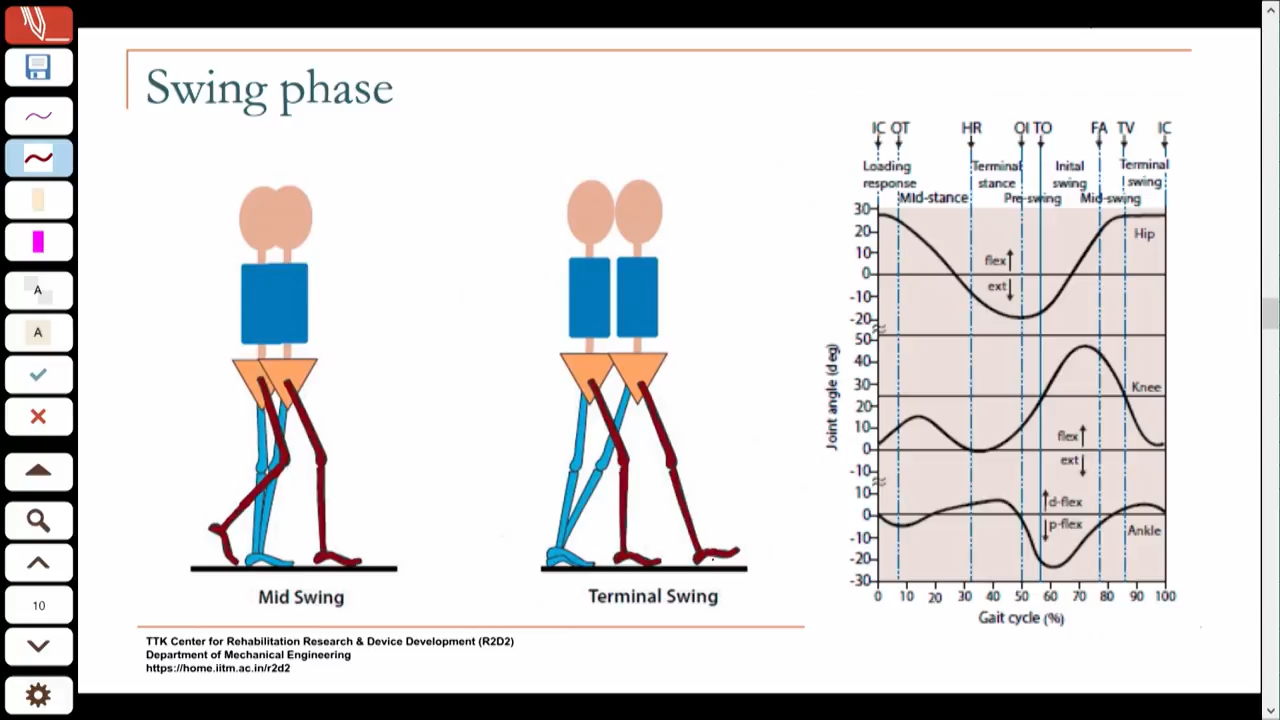 Swing phase
IC OT HR OI TO FA TV IC
Loading response
Mid-stance
Terminal stance
Pre-swing
Inital swing
Mid-swing
Terminal swing
30
20
10
0
-10
-20
Hip
flex
ext
50
40
30
20
10
0
-10
Knee
flex
ext
10
0
-10
-20
-30
d-flex
p-flex
Ankle
Joint angle (deg)
0 10 20 30 40 50 60 70 80 90 100
Gait cycle (%)
Mid Swing
Terminal Swing
TTK Center for Rehabilitation Research & Device Development (R2D2)
Department of Mechanical Engineering
https://home.iitm.ac.in/r2d2
A
A
10